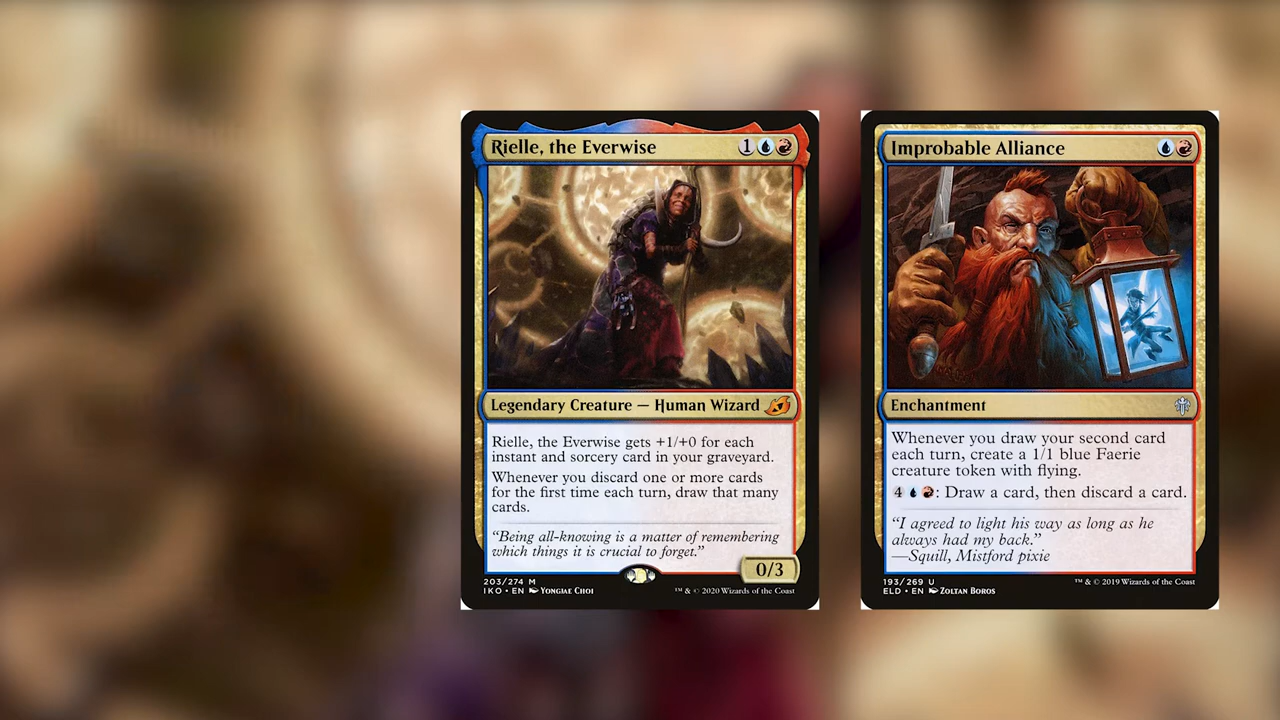 Rielle, the Everwise
1
Legendary Creature — Human Wizard
Rielle, the Everwise gets +1/+0 for each
instant and sorcery card in your graveyard.
Whenever you discard one or more cards
for the first time each turn, draw that many
cards.
“Being all-knowing is a matter of remembering
which things it is crucial to forget.”
0/3
203/274 M
IKO • EN Yongjae Choi
™ & © 2020 Wizards of the Coast
Improbable Alliance
Enchantment
Whenever you draw your second card
each turn, create a 1/1 blue Faerie
creature token with flying.
4 : Draw a card, then discard a card.
“I agreed to light his way as long as he
always had my back.”
—Squill, Mistford pixie
193/269 U
ELD • EN Zoltan Boros
™ & © 2019 Wizards of the Coast